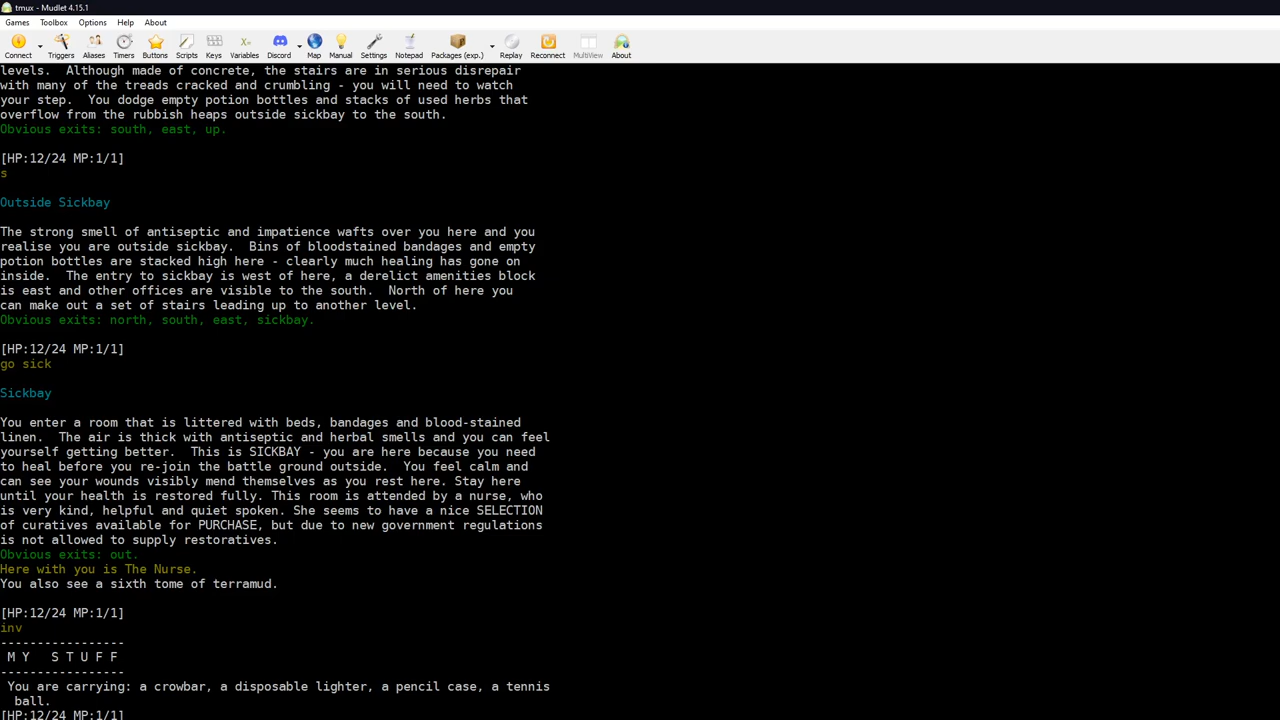 tmux - Mudlet 4.15.1
Games Toolbox Options Help About
Connect Triggers Aliases Timers Buttons Scripts Keys Variables Discord Map Manual Settings Notepad Packages (exp.) Replay Reconnect MultiView About
levels.  Although made of concrete, the stairs are in serious disrepair
with many of the treads cracked and crumbling - you will need to watch
your step.  You dodge empty potion bottles and stacks of used herbs that
overflow from the rubbish heaps outside sickbay to the south.
Obvious exits: south, east, up.
[HP:12/24 MP:1/1]
s
Outside Sickbay
The strong smell of antiseptic and impatience wafts over you here and you
realise you are outside sickbay.  Bins of bloodstained bandages and empty
potion bottles are stacked high here - clearly much healing has gone on
inside.  The entry to sickbay is west of here, a derelict amenities block
is east and other offices are visible to the south.  North of here you
can make out a set of stairs leading up to another level.
Obvious exits: north, south, east, sickbay.
[HP:12/24 MP:1/1]
go sick
Sickbay
You enter a room that is littered with beds, bandages and blood-stained
linen.  The air is thick with antiseptic and herbal smells and you can feel
yourself getting better.  This is SICKBAY - you are here because you need
to heal before you re-join the battle ground outside.  You feel calm and
can see your wounds visibly mend themselves as you rest here. Stay here
until your health is restored fully. This room is attended by a nurse, who
is very kind, helpful and quiet spoken. She seems to have a nice SELECTION
of curatives available for PURCHASE, but due to new government regulations
is not allowed to supply restoratives.
Obvious exits: out.
Here with you is The Nurse.
You also see a sixth tome of terramud.
[HP:12/24 MP:1/1]
inv
-----------------
M Y   S T U F F
-----------------
You are carrying: a crowbar, a disposable lighter, a pencil case, a tennis
ball.
[HP:12/24 MP:1/1]